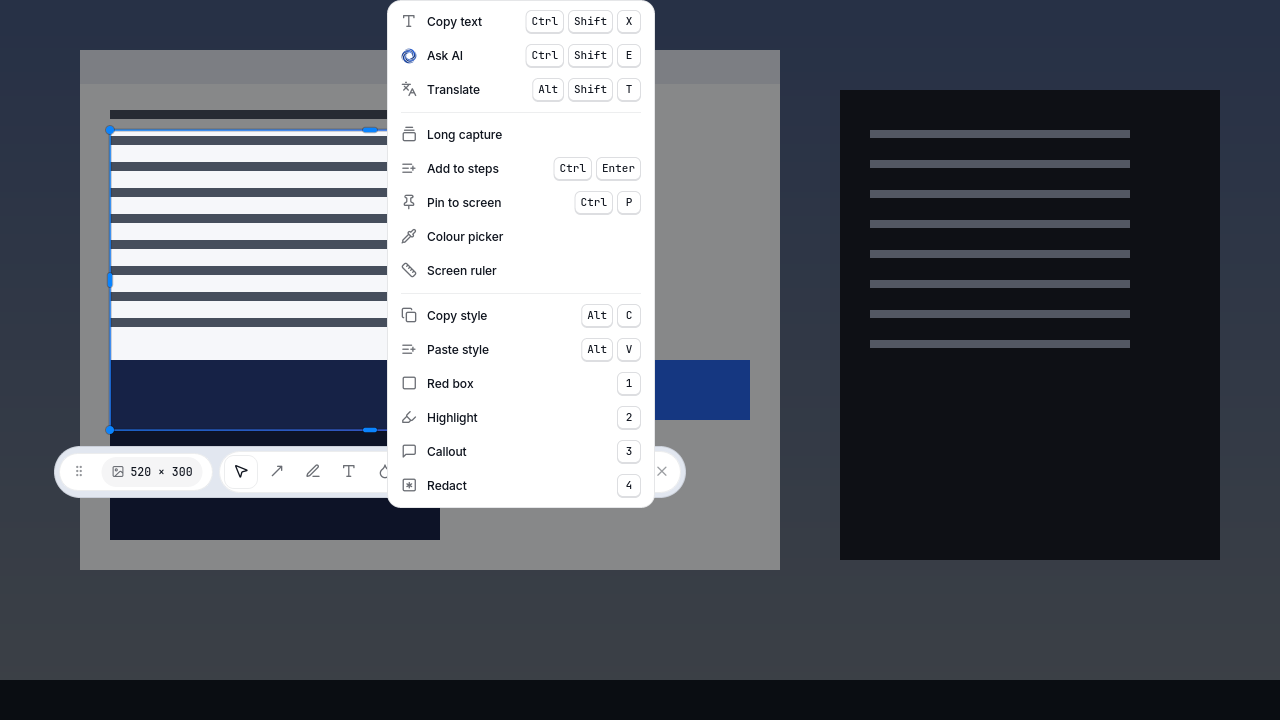 Copy text Ctrl Shift X
Ask AI Ctrl Shift E
Translate Alt Shift T
Long capture
Add to steps Ctrl Enter
Pin to screen Ctrl P
Colour picker
Screen ruler
Copy style Alt C
Paste style Alt V
Red box 1
Highlight 2
Callout 3
Redact 4
520 × 300